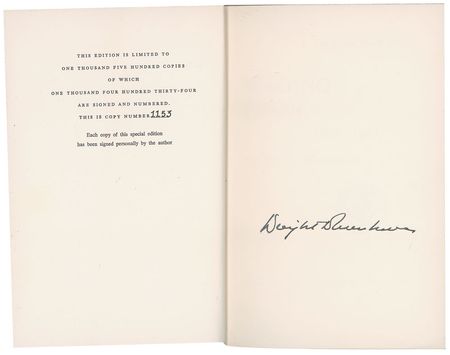 THIS EDITION IS LIMITED TO
ONE THOUSAND FIVE HUNDRED COPIES
OF WHICH
ONE THOUSAND FOUR HUNDRED THIRTY-FOUR
ARE SIGNED AND NUMBERED.
THIS IS COPY NUMBER 1153
Each copy of this special edition
has been signed personally by the author
Dwight D Eisenhower